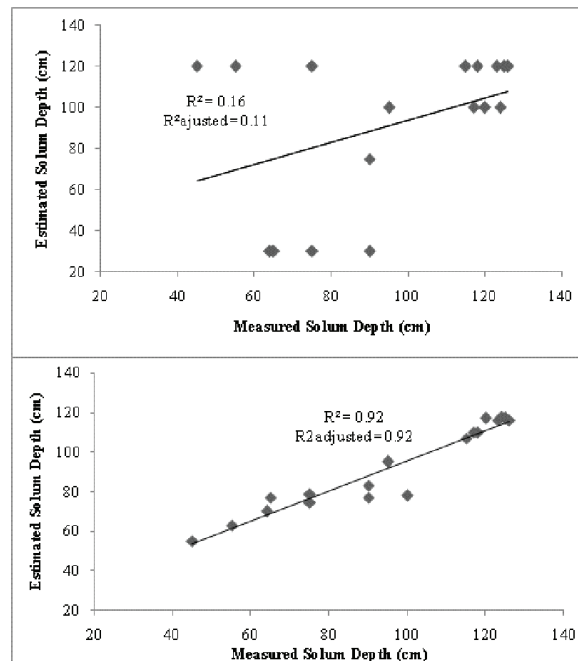 140
120
100
80
60
40
20
Estimated Solum Depth (cm)
R² = 0.16
R²ajusted = 0.11
20 40 60 80 100 120 140
Measured Solum Depth (cm)
140
120
100
80
60
40
20
Estimated Solum Depth (cm)
R² = 0.92
R2 adjusted = 0.92
20 40 60 80 100 120 140
Measured Solum Depth (cm)